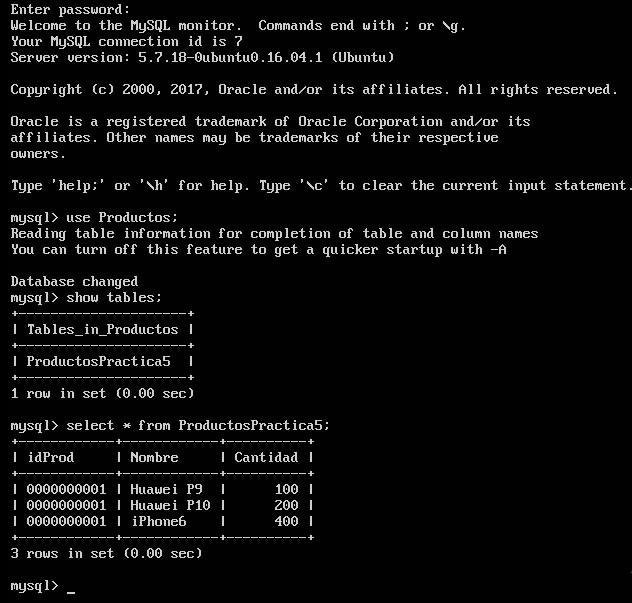 Enter password:
Welcome to the MySQL monitor.  Commands end with ; or \g.
Your MySQL connection id is 7
Server version: 5.7.18-0ubuntu0.16.04.1 (Ubuntu)
Copyright (c) 2000, 2017, Oracle and/or its affiliates. All rights reserved.
Oracle is a registered trademark of Oracle Corporation and/or its
affiliates. Other names may be trademarks of their respective
owners.
Type 'help;' or '\h' for help. Type '\c' to clear the current input statement.
mysql> use Productos;
Reading table information for completion of table and column names
You can turn off this feature to get a quicker startup with -A
Database changed
mysql> show tables;
+---------------------+
| Tables_in_Productos |
+---------------------+
| ProductosPractica5  |
+---------------------+
1 row in set (0.00 sec)
mysql> select * from ProductosPractica5;
+------------+------------+----------+
| idProd     | Nombre     | Cantidad |
+------------+------------+----------+
| 0000000001 | Huawei P9  |      100 |
| 0000000001 | Huawei P10 |      200 |
| 0000000001 | iPhone6    |      400 |
+------------+------------+----------+
3 rows in set (0.00 sec)
mysql> _